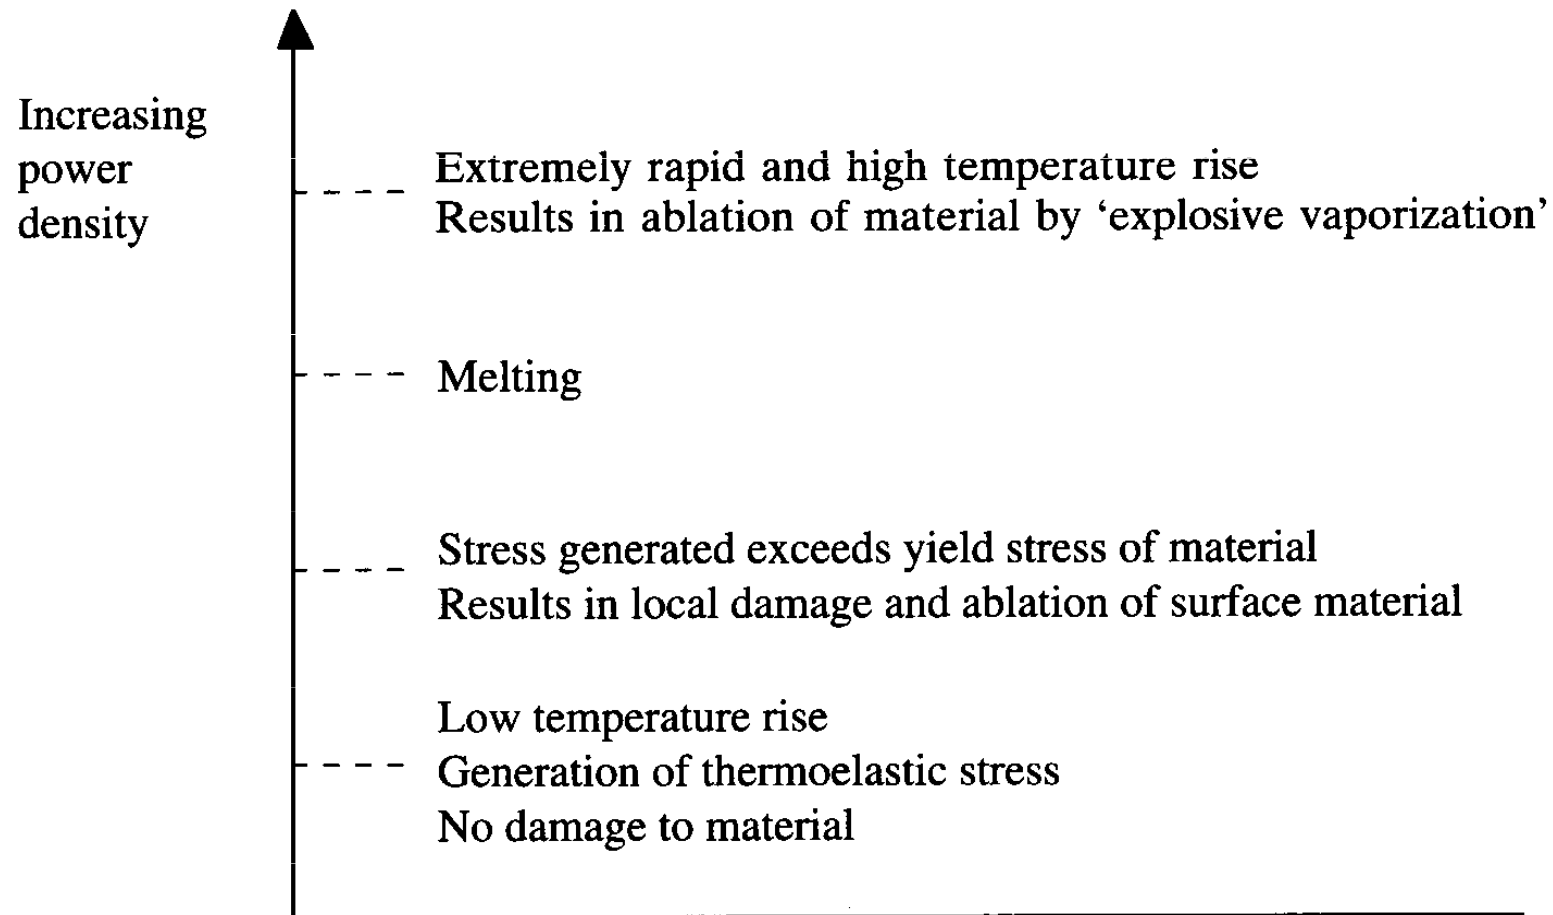 Increasing
power
density
Extremely rapid and high temperature rise
Results in ablation of material by ‘explosive vaporization’
Melting
Stress generated exceeds yield stress of material
Results in local damage and ablation of surface material
Low temperature rise
Generation of thermoelastic stress
No damage to material